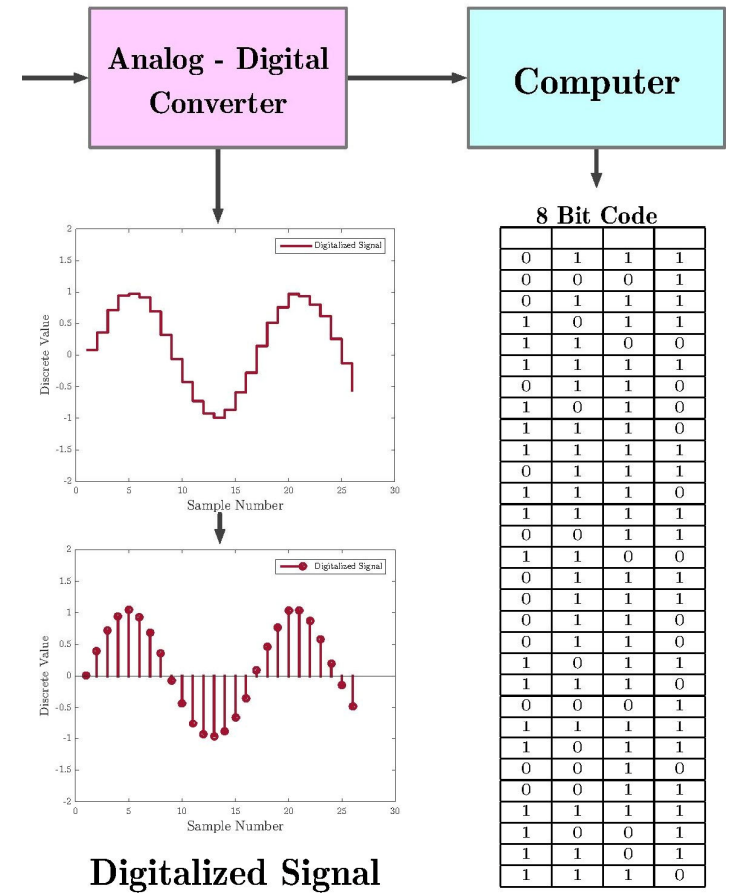 Analog - Digital
Converter
Computer
2
1.5
1
0.5
0
-0.5
-1
-1.5
-2
Discrete Value
Digitalized Signal
0 5 10 15 20 25 30
Sample Number
2
1.5
1
0.5
0
-0.5
-1
-1.5
-2
Discrete Value
Digitalized Signal
0 5 10 15 20 25 30
Sample Number
Digitalized Signal
8 Bit Code
0 1 1 1
0 0 0 1
0 1 1 1
1 0 1 1
1 1 0 0
1 1 1 1
0 1 1 0
1 0 1 0
1 1 1 0
1 1 1 1
0 1 1 1
1 1 1 0
1 1 1 1
0 0 1 1
1 1 0 0
0 1 1 1
0 1 1 1
0 1 1 0
0 1 1 0
1 0 1 1
1 1 1 0
0 0 0 1
1 1 1 1
1 0 1 1
0 0 1 0
0 0 1 1
1 1 1 1
1 0 0 1
1 1 0 1
1 1 1 0